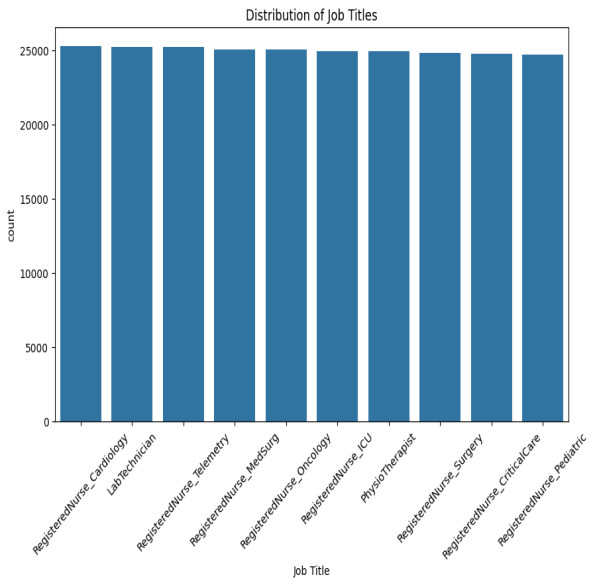 Distribution of Job Titles
count
25000
20000
15000
10000
5000
0
RegisteredNurse_Cardiology
LabTechnician
RegisteredNurse_Telemetry
RegisteredNurse_MedSurg
RegisteredNurse_Oncology
RegisteredNurse_ICU
PhysioTherapist
RegisteredNurse_Surgery
RegisteredNurse_CriticalCare
RegisteredNurse_Pediatric
Job Title